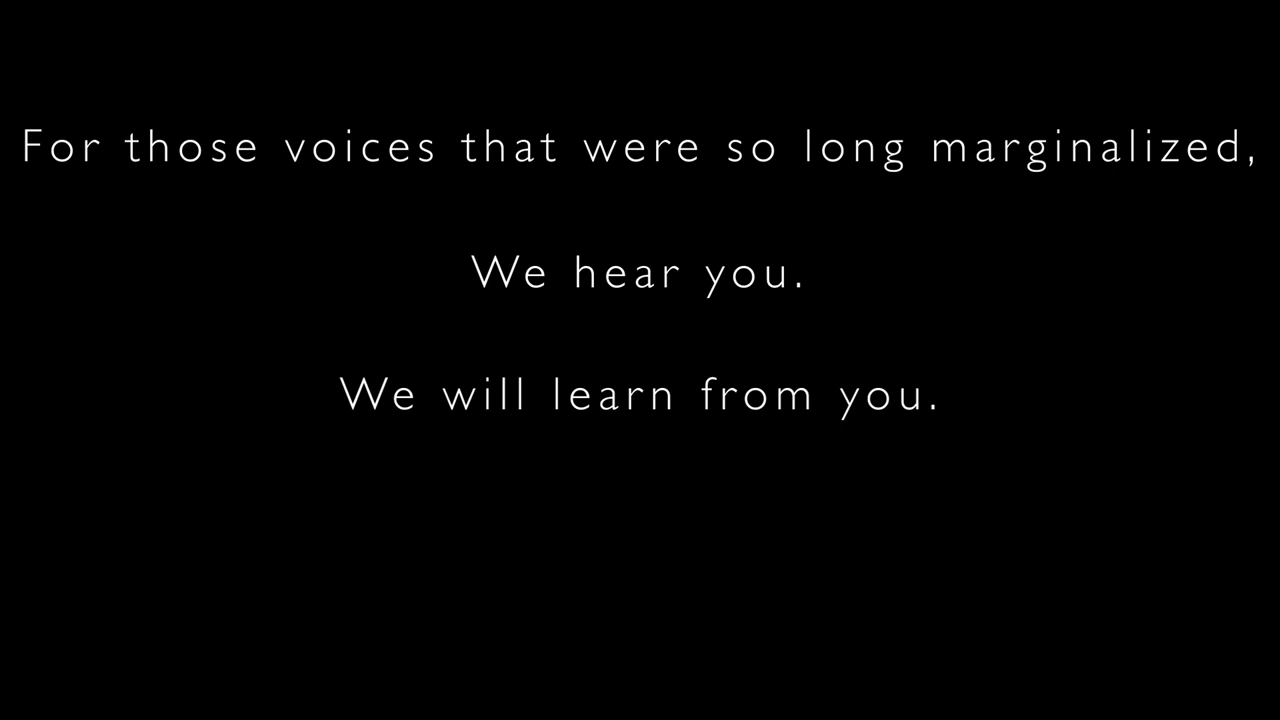 For those voices that were so long marginalized,
We hear you.
We will learn from you.